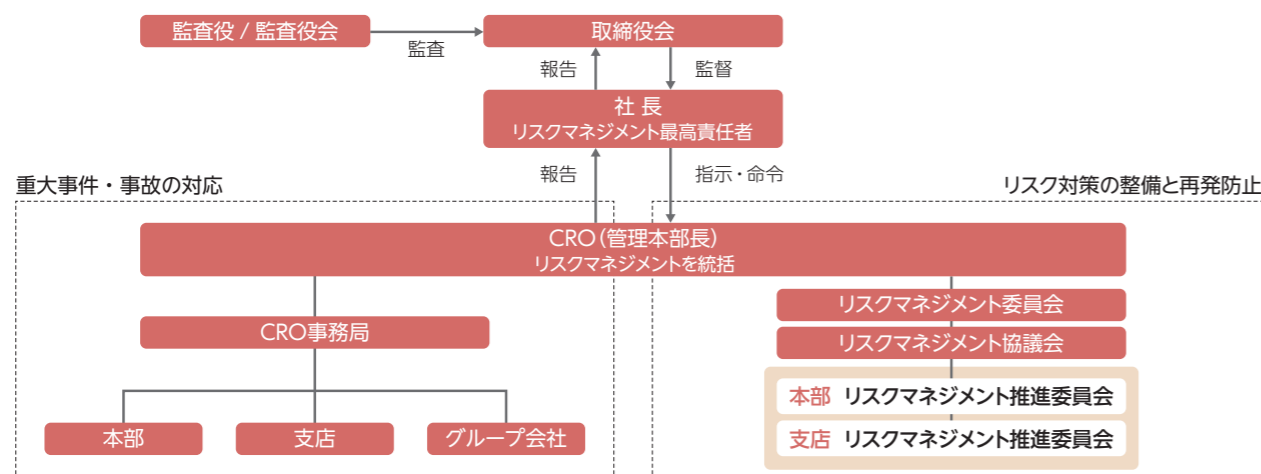 監査役 / 監査役会
監査
取締役会
報告
監督
社 長
リスクマネジメント最高責任者
報告
指示・命令
重大事件・事故の対応
リスク対策の整備と再発防止
CRO(管理本部長)
リスクマネジメントを統括
CRO事務局
本部
支店
グループ会社
リスクマネジメント委員会
リスクマネジメント協議会
本部 リスクマネジメント推進委員会
支店 リスクマネジメント推進委員会